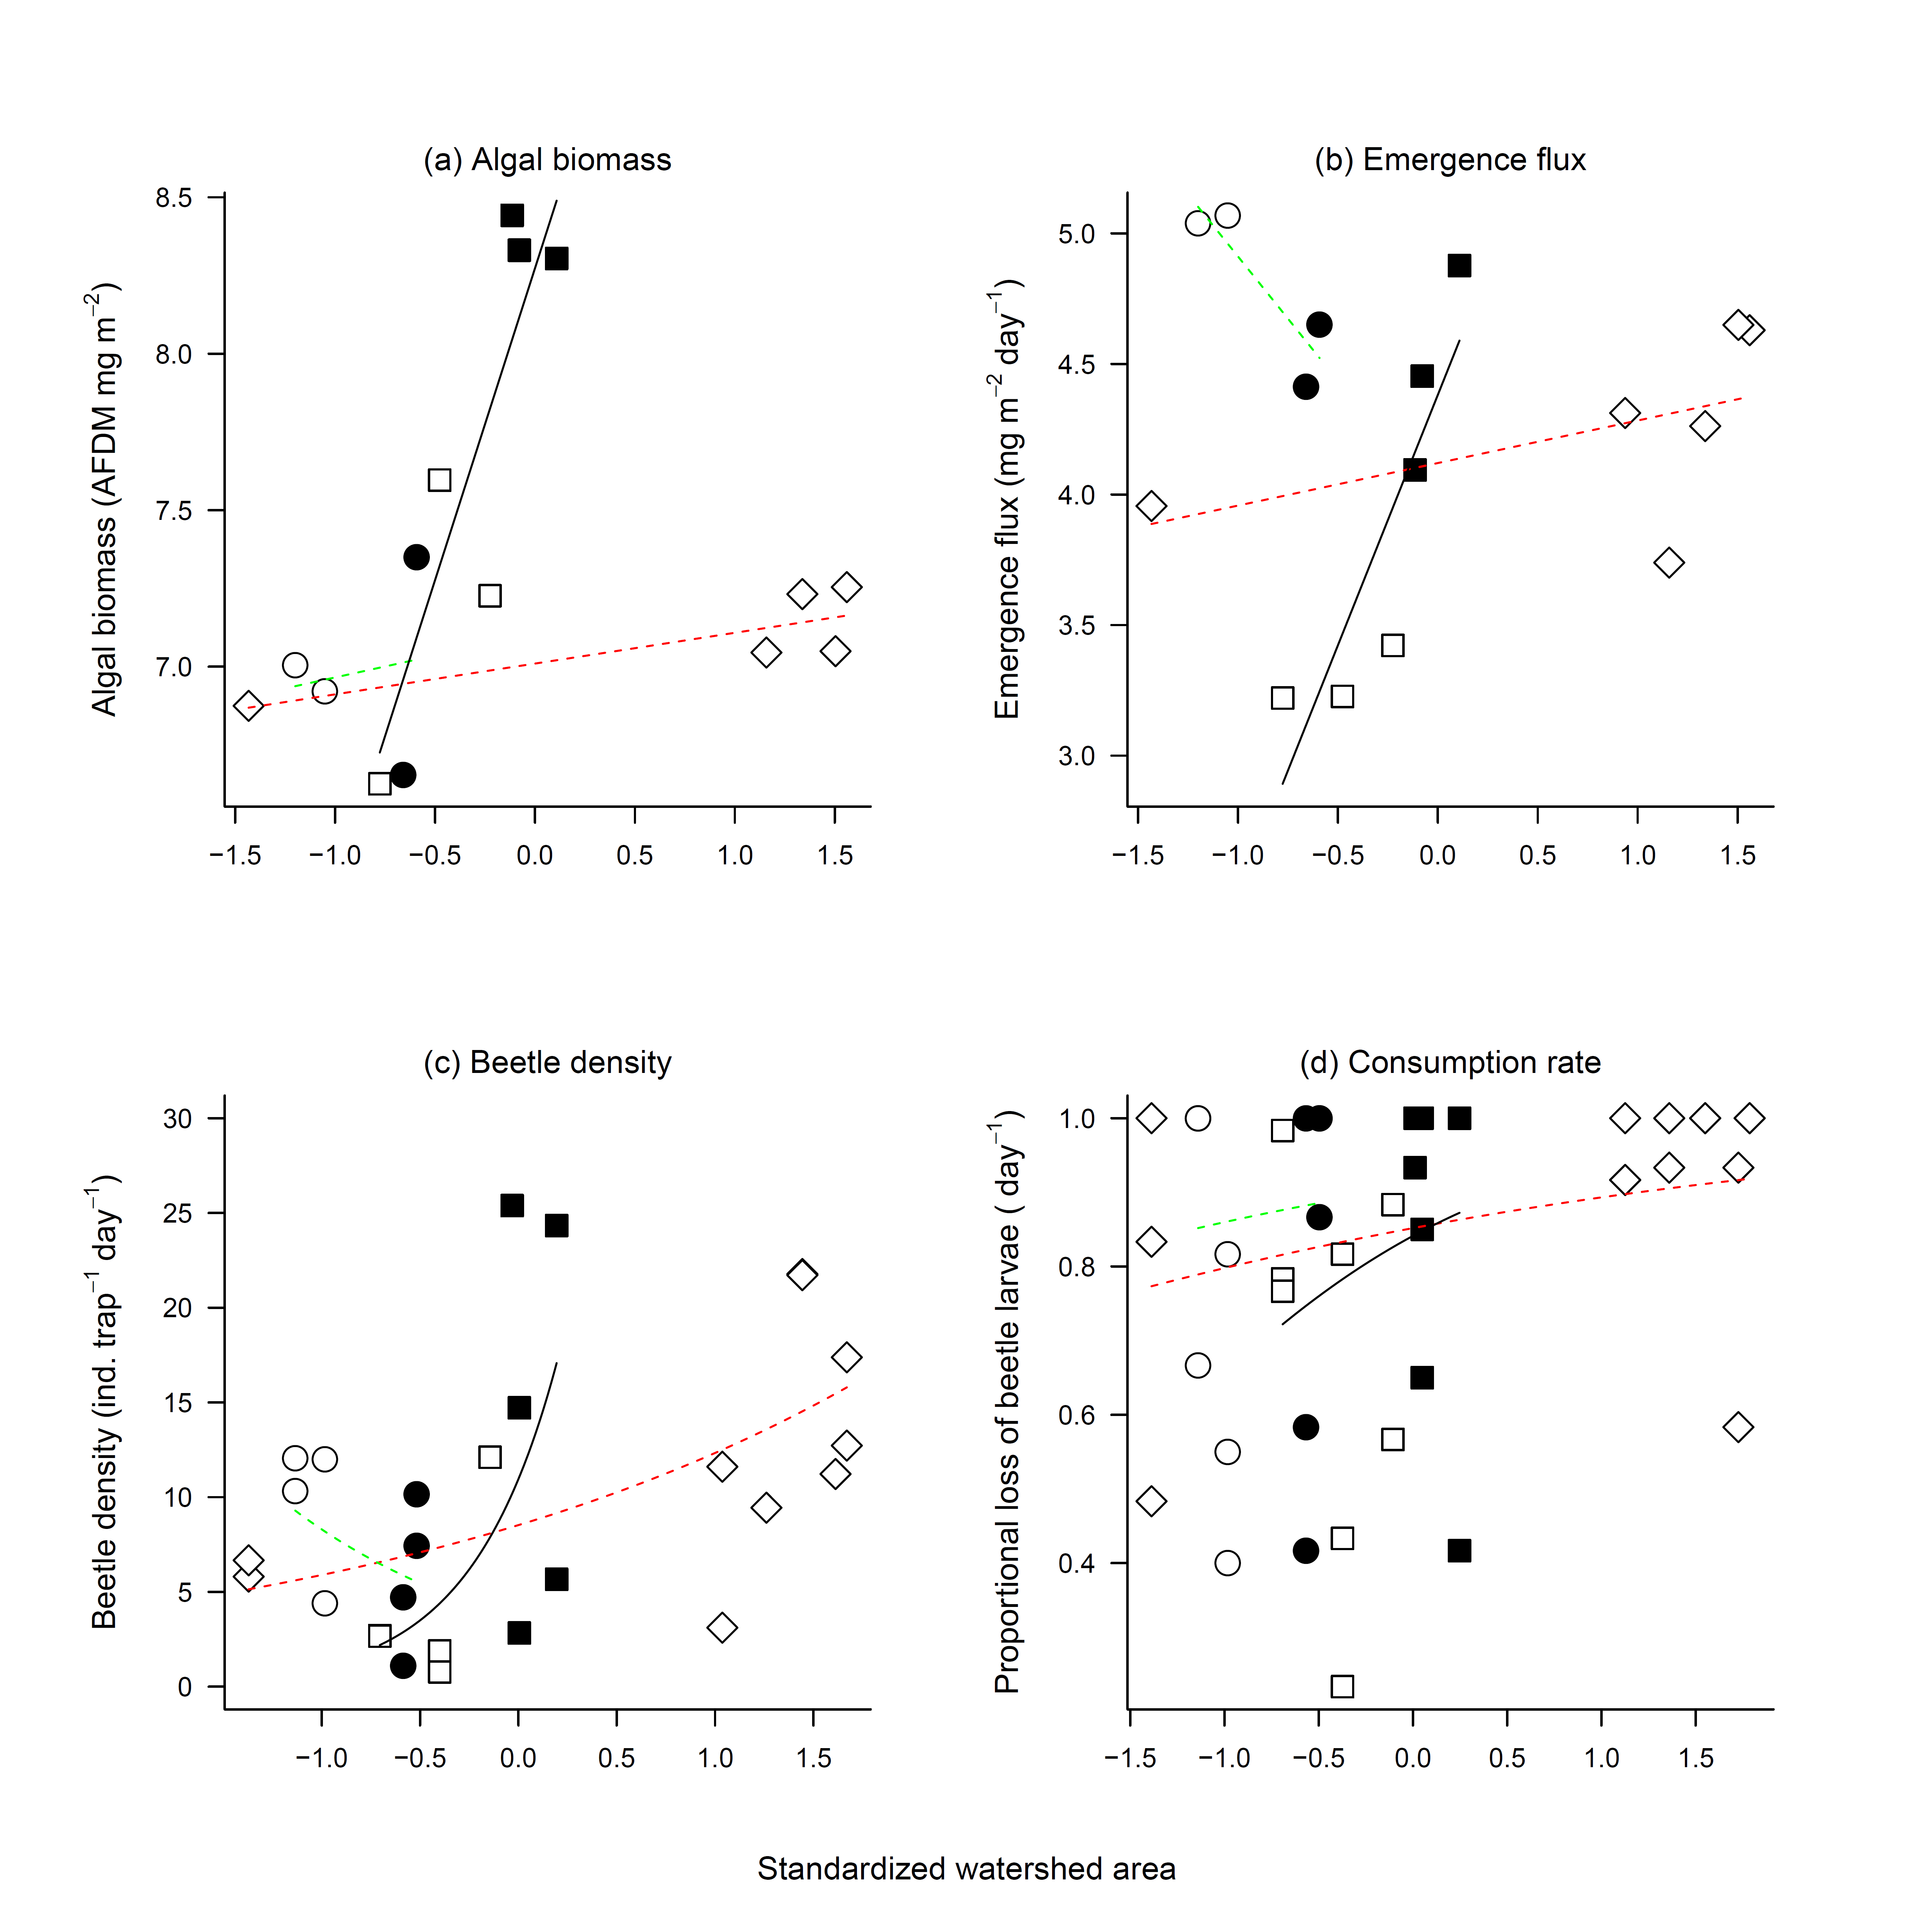 (a) Algal biomass
Algal biomass (AFDM mg m−2)
8.5
8.0
7.5
7.0
−1.5 −1.0 −0.5 0.0 0.5 1.0 1.5
(b) Emergence flux
Emergence flux (mg m−2 day−1)
5.0
4.5
4.0
3.5
3.0
−1.5 −1.0 −0.5 0.0 0.5 1.0 1.5
(c) Beetle density
Beetle density (ind. trap−1 day−1)
30
25
20
15
10
5
0
−1.0 −0.5 0.0 0.5 1.0 1.5
(d) Consumption rate
Proportional loss of beetle larvae ( day−1)
1.0
0.8
0.6
0.4
−1.5 −1.0 −0.5 0.0 0.5 1.0 1.5
Standardized watershed area